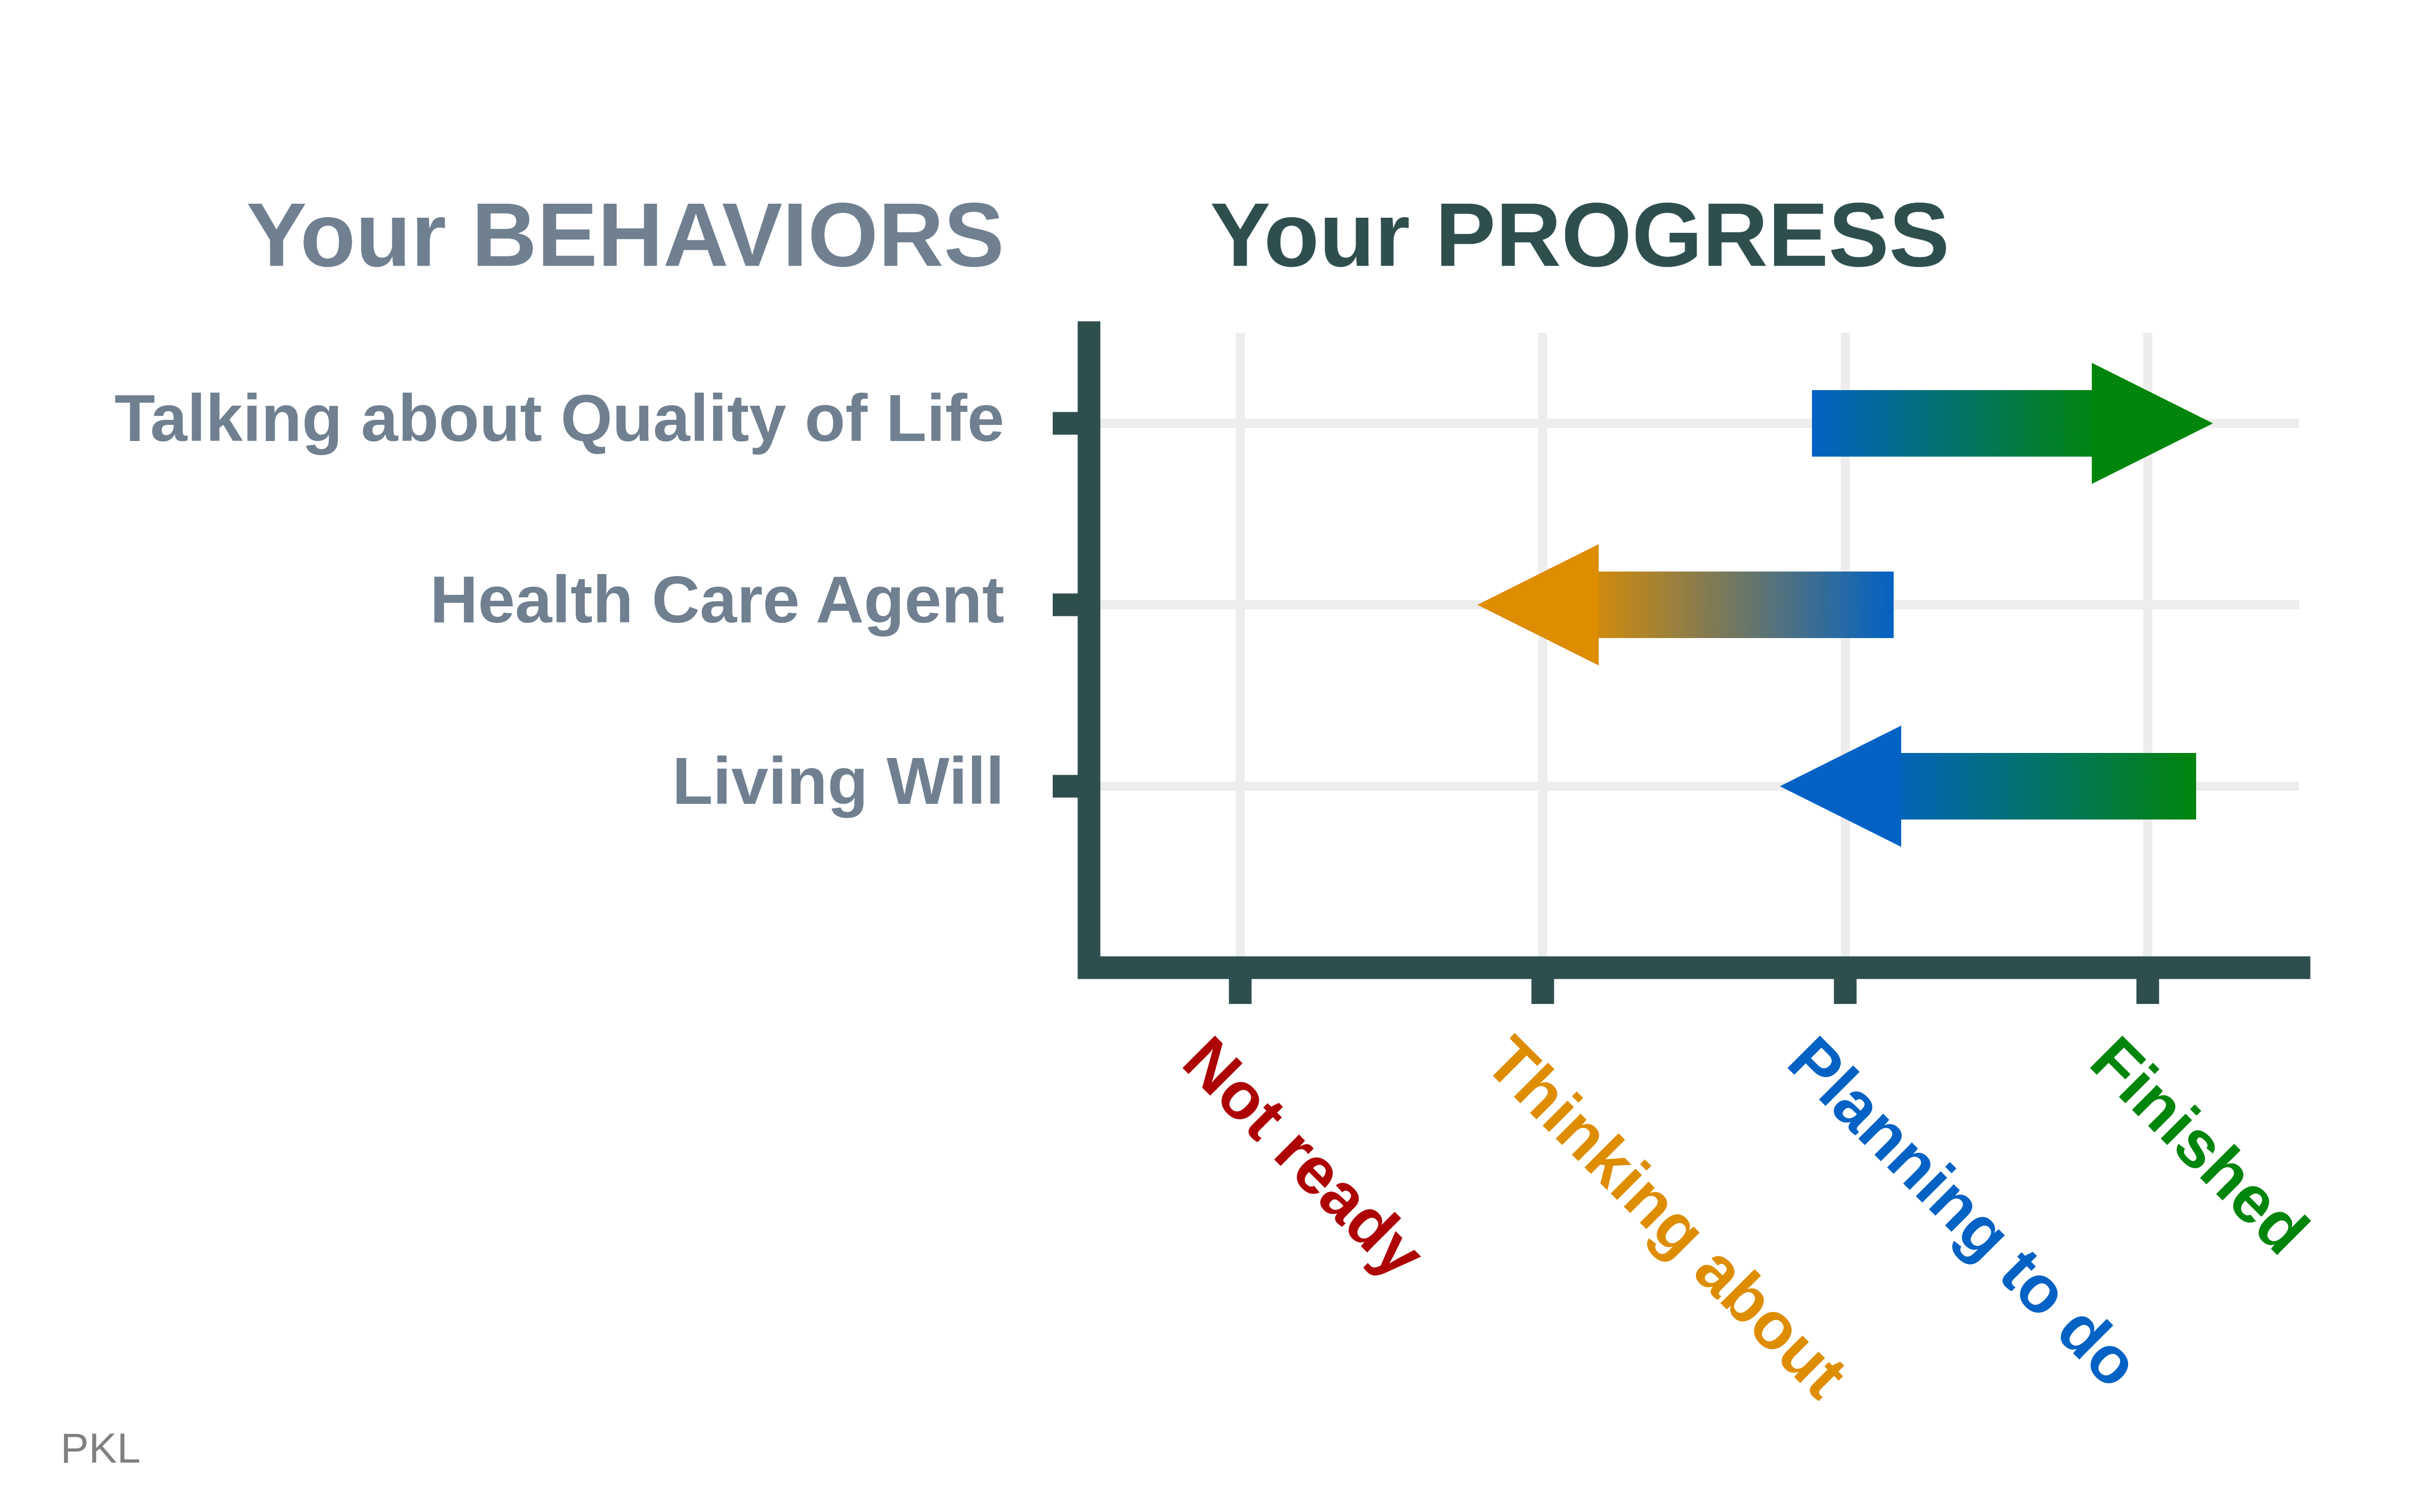 Your BEHAVIORS
Your PROGRESS
Talking about Quality of Life
Health Care Agent
Living Will
Not ready
Thinking about
Planning to do
Finished
PKL